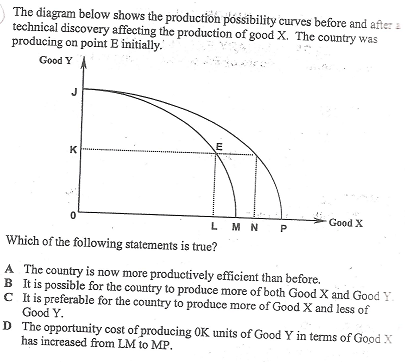 The diagram below shows the production possibility curves before and after a
technical discovery affecting the production of good X. The country was
producing on point E initially.
Good Y
J
K
E
0
L M N P
Good X
Which of the following statements is true?
A The country is now more productively efficient than before.
B It is possible for the country to produce more of both Good X and Good Y.
C It is preferable for the country to produce more of Good X and less of
Good Y.
D The opportunity cost of producing 0K units of Good Y in terms of Good X
has increased from LM to MP.